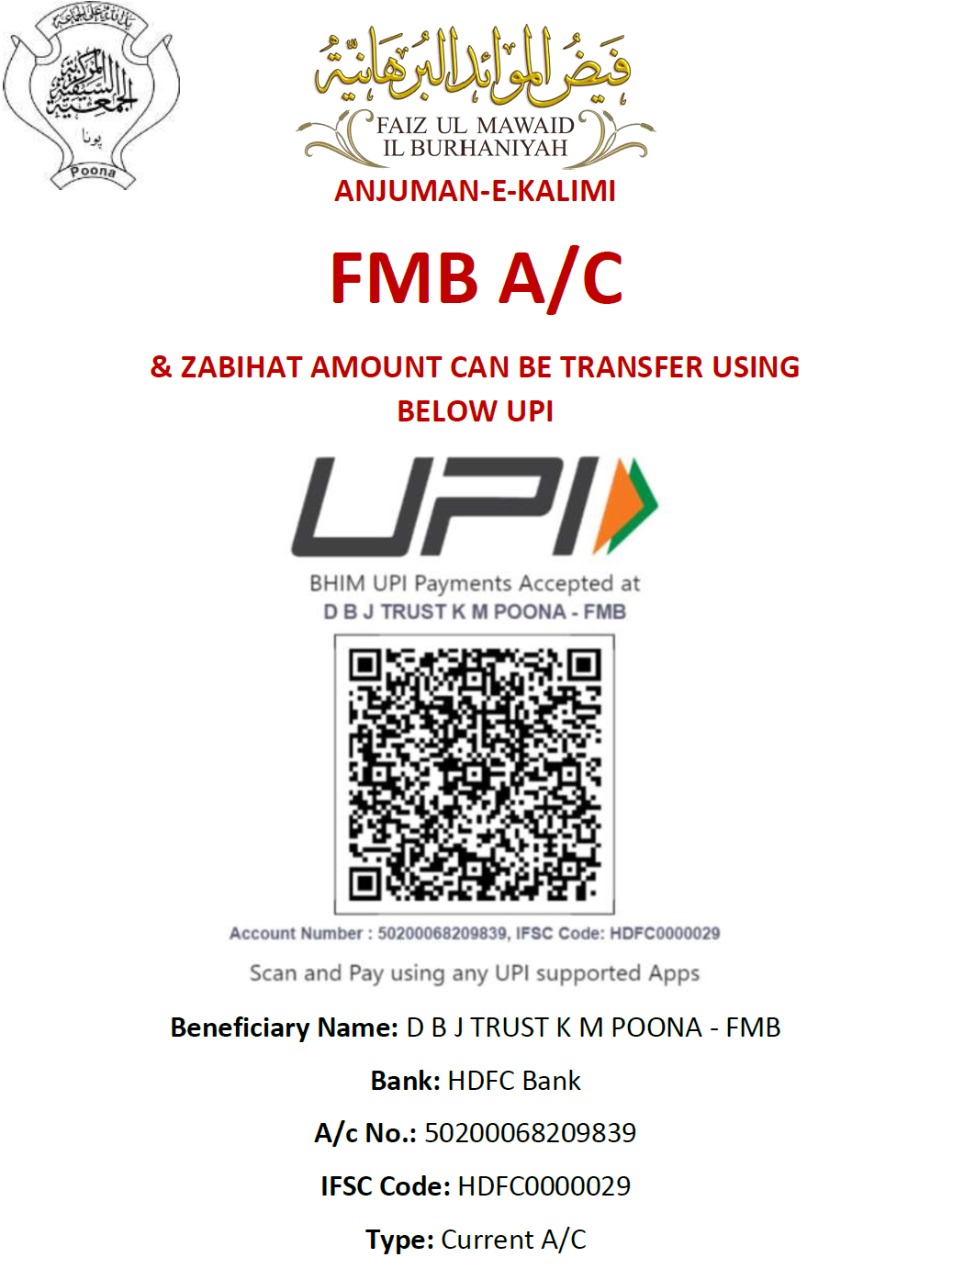 الجمعية
السيفية
المركزية
پونا
Poona
فيض الموائد البرهانية
FAIZ UL MAWAID
IL BURHANIYAH
ANJUMAN-E-KALIMI
FMB A/C
& ZABIHAT AMOUNT CAN BE TRANSFER USING
BELOW UPI
UPI
BHIM UPI Payments Accepted at
D B J TRUST K M POONA - FMB
Account Number : 50200068209839, IFSC Code: HDFC0000029
Scan and Pay using any UPI supported Apps
Beneficiary Name: D B J TRUST K M POONA - FMB
Bank: HDFC Bank
A/c No.: 50200068209839
IFSC Code: HDFC0000029
Type: Current A/C